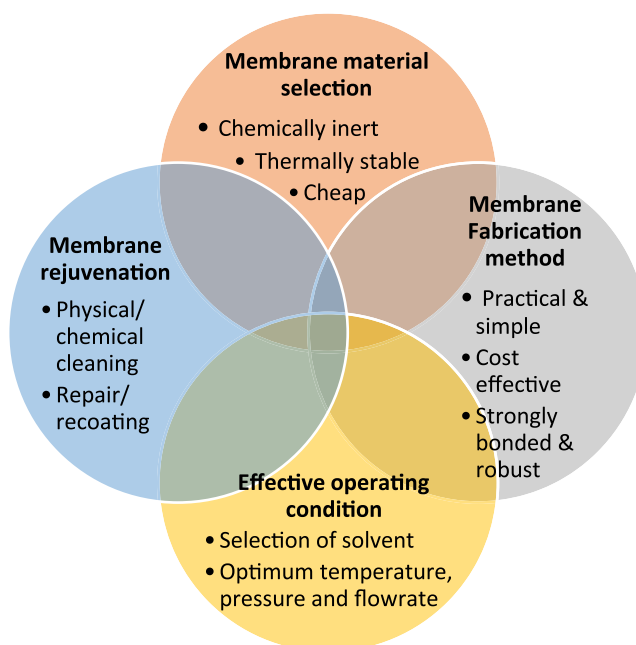 Membrane material
selection
• Chemically inert
• Thermally stable
• Cheap
Membrane
rejuvenation
• Physical/
chemical
cleaning
• Repair/
recoating
Membrane
Fabrication
method
• Practical &
simple
• Cost
effective
• Strongly
bonded &
robust
Effective operating
condition
• Selection of solvent
• Optimum temperature,
pressure and flowrate